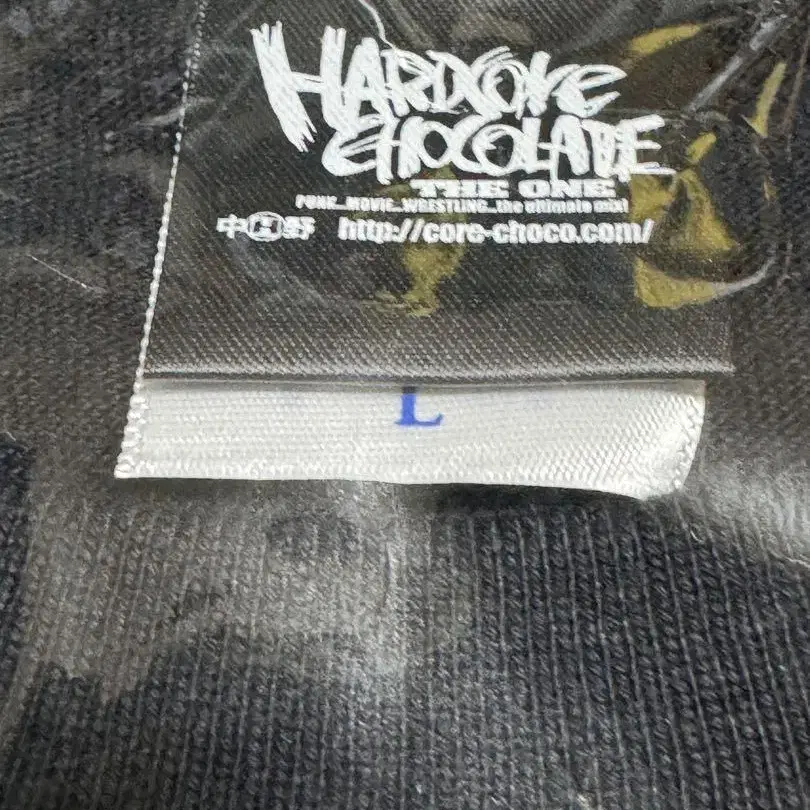 HARDCORE
CHOCOLATE
THE ONE
PUNK...MOVIE...WRESTLING...the ultimate mix!
中野 http://core-choco.com/
L